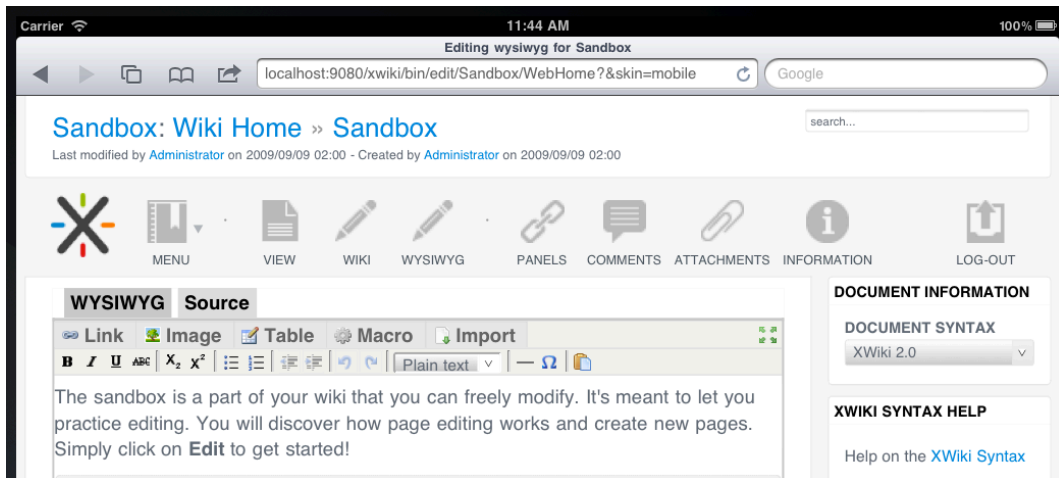 Carrier 11:44 AM 100%
Editing wysiwyg for Sandbox
localhost:9080/xwiki/bin/edit/Sandbox/WebHome?&skin=mobile Google
Sandbox: Wiki Home » Sandbox
search...
Last modified by Administrator on 2009/09/09 02:00 - Created by Administrator on 2009/09/09 02:00
MENU VIEW WIKI WYSIWYG PANELS COMMENTS ATTACHMENTS INFORMATION LOG-OUT
WYSIWYG Source
Link Image Table Macro Import
B I U ABC X₂ X² Plain text — Ω
The sandbox is a part of your wiki that you can freely modify. It's meant to let you
practice editing. You will discover how page editing works and create new pages.
Simply click on Edit to get started!
DOCUMENT INFORMATION
DOCUMENT SYNTAX
XWiki 2.0
XWIKI SYNTAX HELP
Help on the XWiki Syntax